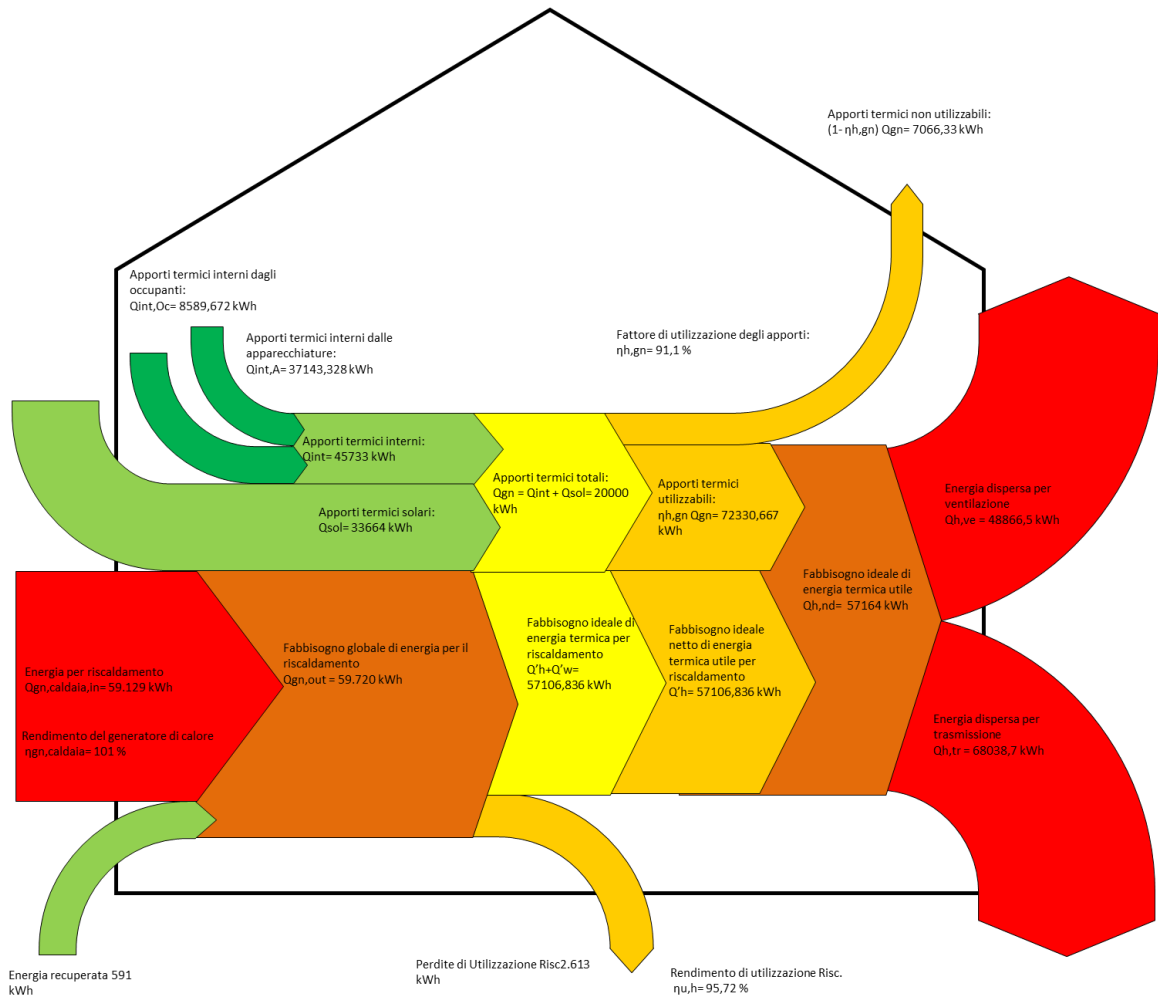 Apporti termici non utilizzabili:
(1- ηh,gn) Qgn= 7066,33 kWh
Apporti termici interni dagli
occupanti:
Qint,Oc= 8589,672 kWh
Apporti termici interni dalle
apparecchiature:
Qint,A= 37143,328 kWh
Fattore di utilizzazione degli apporti:
ηh,gn= 91,1 %
Apporti termici interni:
Qint= 45733 kWh
Apporti termici totali:
Qgn = Qint + Qsol= 20000
kWh
Apporti termici
utilizzabili:
ηh,gn Qgn= 72330,667
kWh
Energia dispersa per
ventilazione
Qh,ve = 48866,5 kWh
Apporti termici solari:
Qsol= 33664 kWh
Fabbisogno ideale di
energia termica utile
Qh,nd=  57164 kWh
Fabbisogno globale di energia per il
riscaldamento
Qgn,out = 59.720 kWh
Fabbisogno ideale di
energia termica per
riscaldamento
Q’h+Q’w=
57106,836 kWh
Fabbisogno ideale
netto di energia
termica utile per
riscaldamento
Q’h= 57106,836 kWh
Energia per riscaldamento
Qgn,caldaia,in= 59.129 kWh
Rendimento del generatore di calore
ηgn,caldaia= 101 %
Energia dispersa per
trasmissione
Qh,tr = 68038,7 kWh
Energia recuperata 591
kWh
Perdite di Utilizzazione Risc2.613
kWh
Rendimento di utilizzazione Risc.
ηu,h= 95,72 %